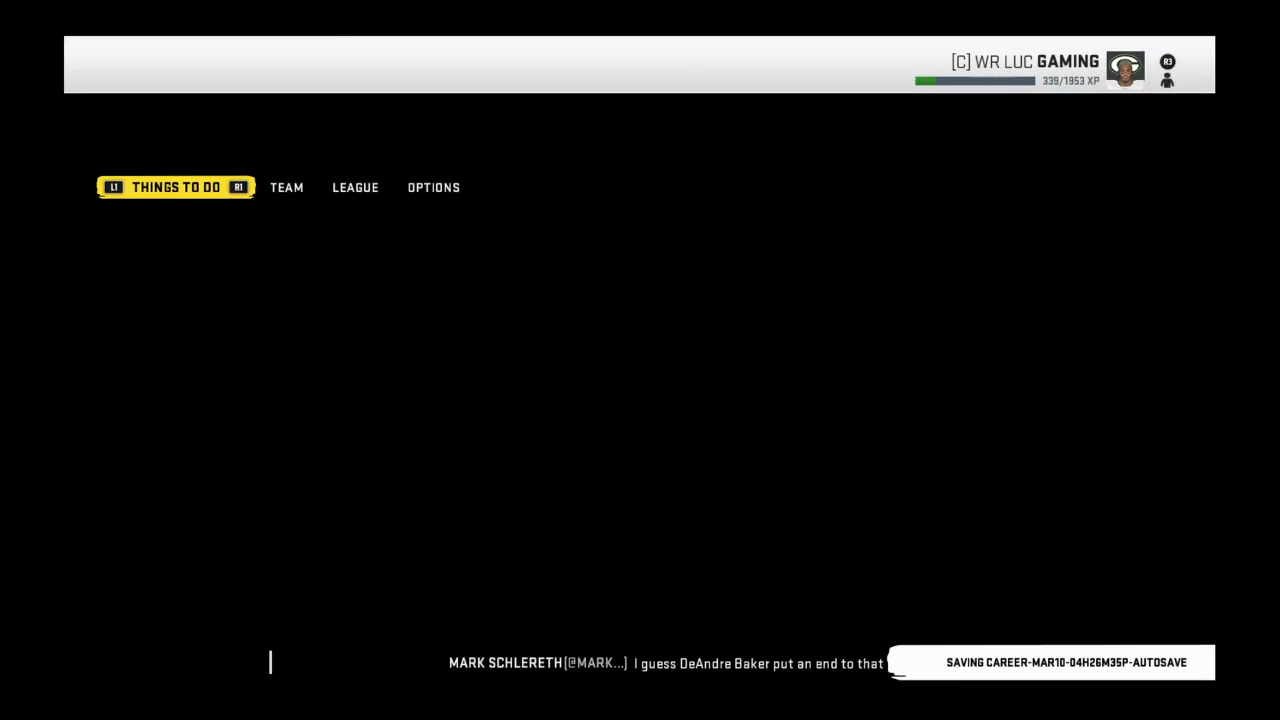 [C] WR LUC GAMING
339/1953 XP
R3
L1 THINGS TO DO R1 TEAM LEAGUE OPTIONS
MARK SCHLERETH[@MARK...] I guess DeAndre Baker put an end to that
SAVING CAREER-MAR10-04H26M35P-AUTOSAVE